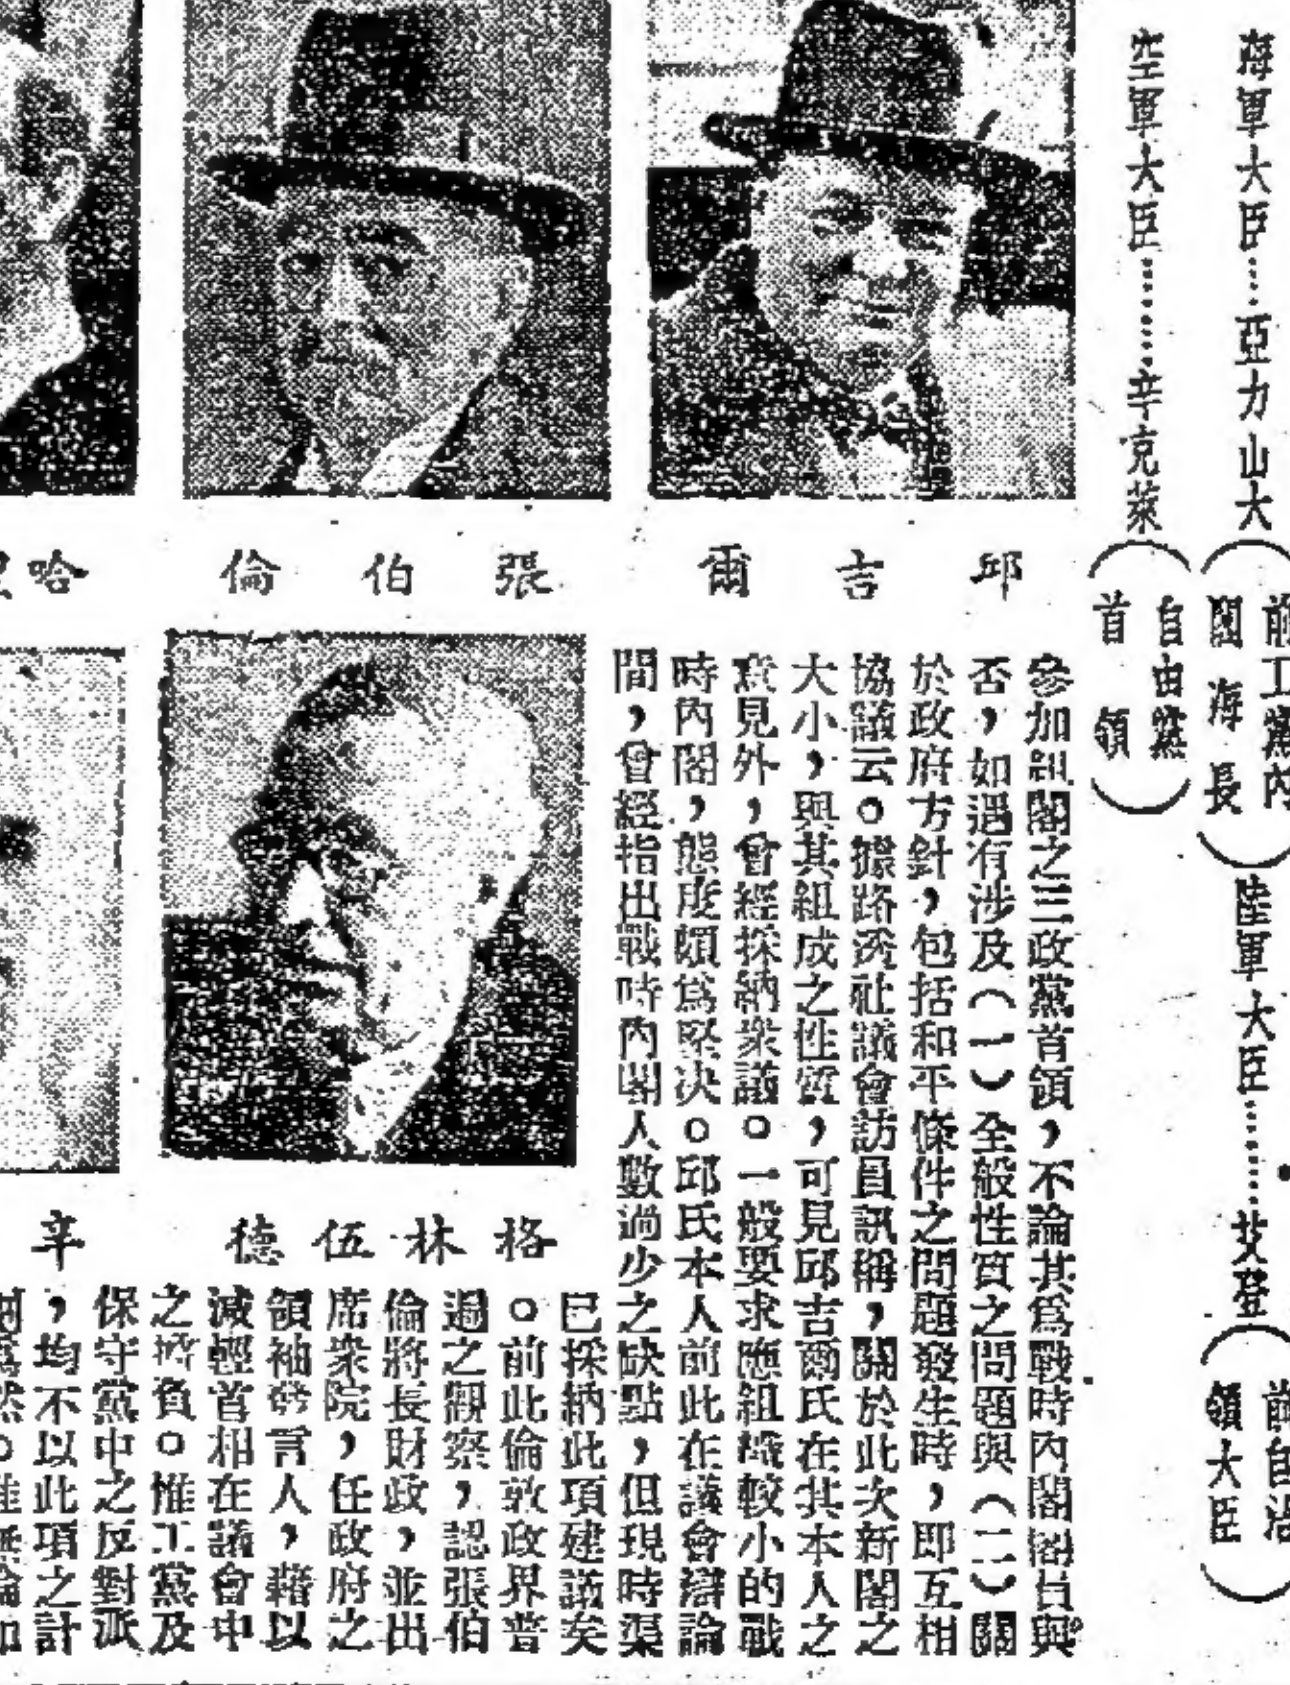 海軍大臣……亞力山大（前工黨內閣海長）陸軍大臣………艾登（前自治領大臣）
空軍大臣………辛克萊（自由黨首領）
邱吉爾
張伯倫
哈
參加組閣之三政黨首領，不論其為戰時內閣閣員與
否，如遇有涉及（一）全般性質之問題與（二）關
於政府方針，包括和平條件之問題發生時，即互相
協議云。據路透社議會訪員訊稱，關於此次新閣之
大小，與其組成之性質，可見邱吉爾氏在其本人之
意見外，曾經採納衆議。一般要求應組織較小的戰
時內閣，態度頗為堅決。邱氏本人前此在議會辯論
間，曾經指出戰時內閣人數過少之缺點，但現時渠
已採納此項建議矣
。前此倫敦政界普
遍之觀察，認張伯
倫將長財政，並出
席衆院，任政府之
領袖發言人，藉以
減輕首相在議會中
之擔負。惟工黨及
保守黨中之反對派
，均不以此項之計
為然。
格林伍德
辛